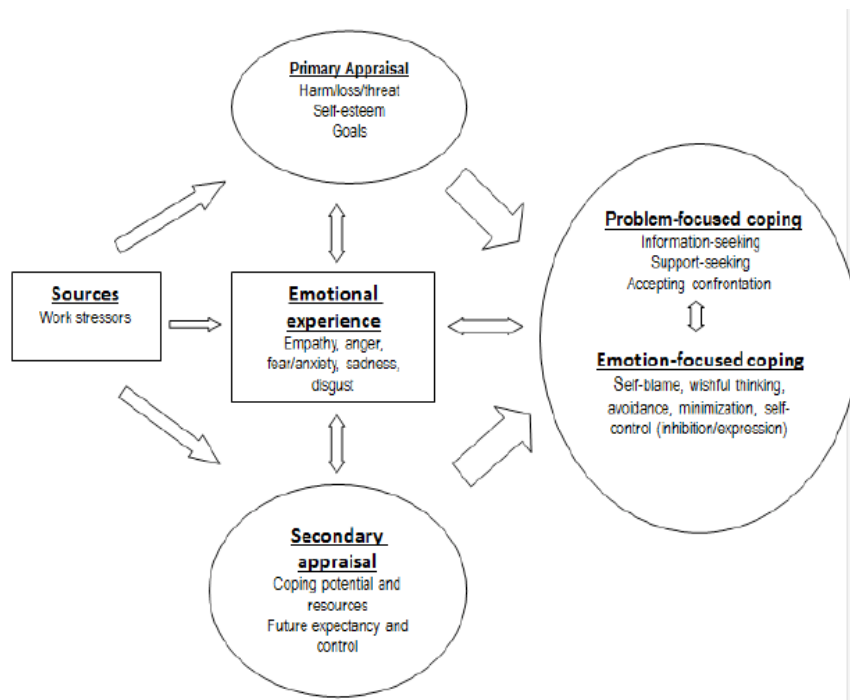 Primary Appraisal
Harm/loss/threat
Self-esteem
Goals
Sources
Work stressors
Emotional
experience
Empathy, anger,
fear/anxiety, sadness,
disgust
Problem-focused coping
Information-seeking
Support-seeking
Accepting confrontation
Emotion-focused coping
Self-blame, wishful thinking,
avoidance, minimization, self-
control (inhibition/expression)
Secondary
appraisal
Coping potential and
resources
Future expectancy and
control